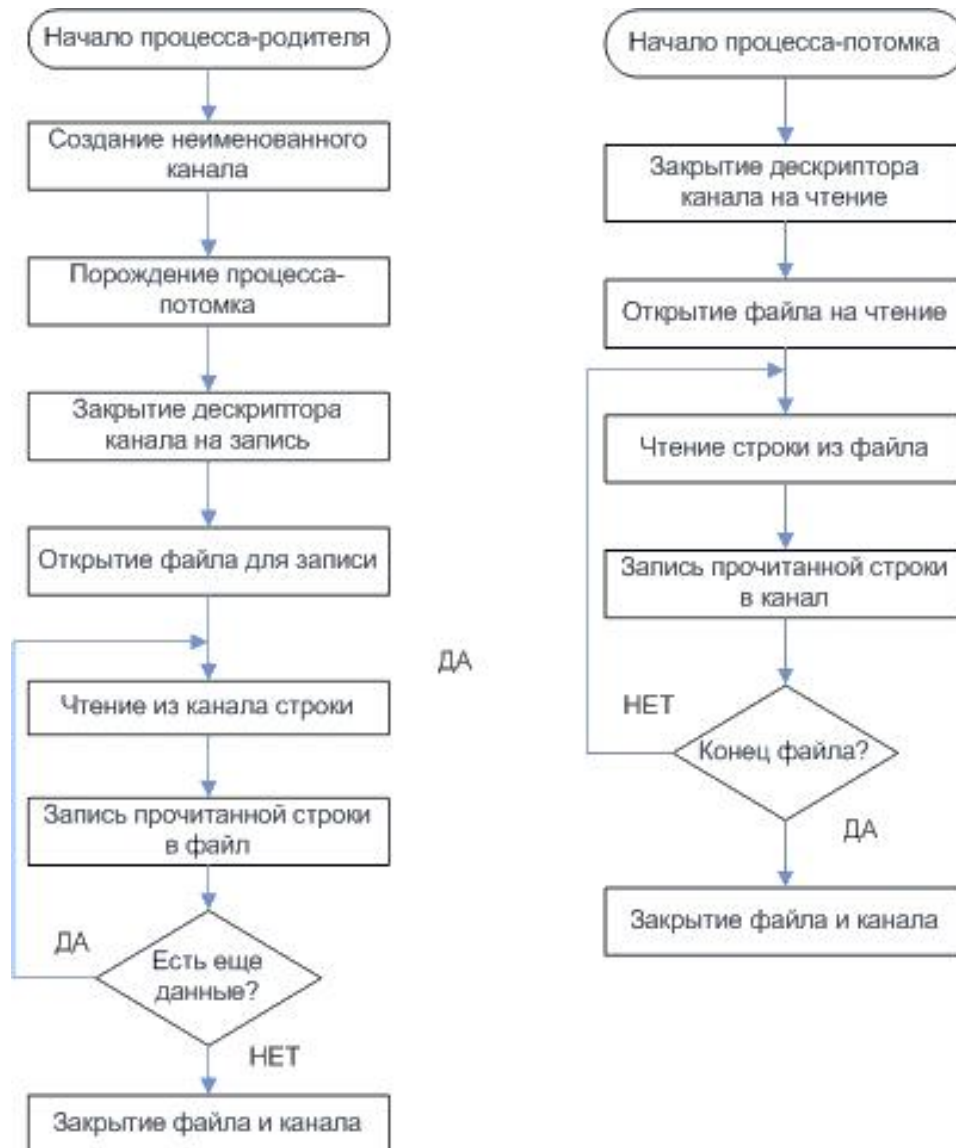 Начало процесса-родителя
Создание неименованного
канала
Порождение процесса-
потомка
Закрытие дескриптора
канала на запись
Открытие файла для записи
Чтение из канала строки
Запись прочитанной строки
в файл
ДА
Есть еще
данные?
НЕТ
Закрытие файла и канала
ДА
Начало процесса-потомка
Закрытие дескриптора
канала на чтение
Открытие файла на чтение
Чтение строки из файла
Запись прочитанной строки
в канал
НЕТ
Конец файла?
ДА
Закрытие файла и канала